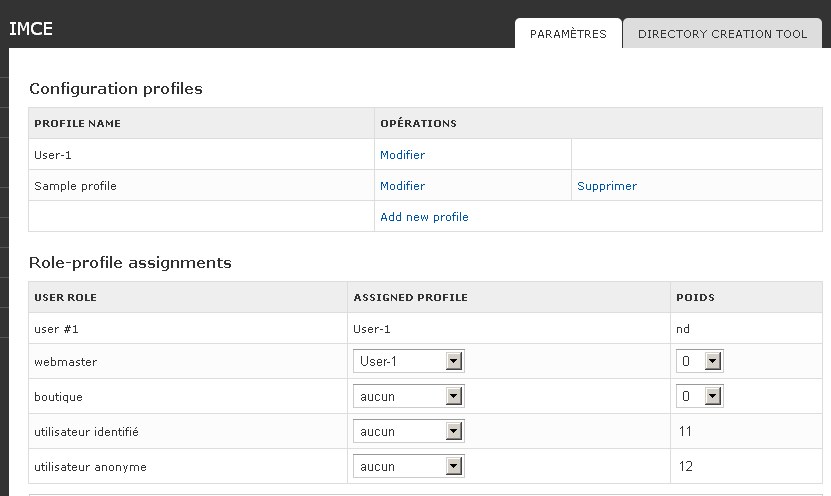 IMCE
PARAMÈTRES DIRECTORY CREATION TOOL
Configuration profiles
PROFILE NAME OPÉRATIONS
User-1 Modifier
Sample profile Modifier Supprimer
Add new profile
Role-profile assignments
USER ROLE ASSIGNED PROFILE POIDS
user #1 User-1 nd
webmaster User-1 0
boutique aucun 0
utilisateur identifié aucun 11
utilisateur anonyme aucun 12